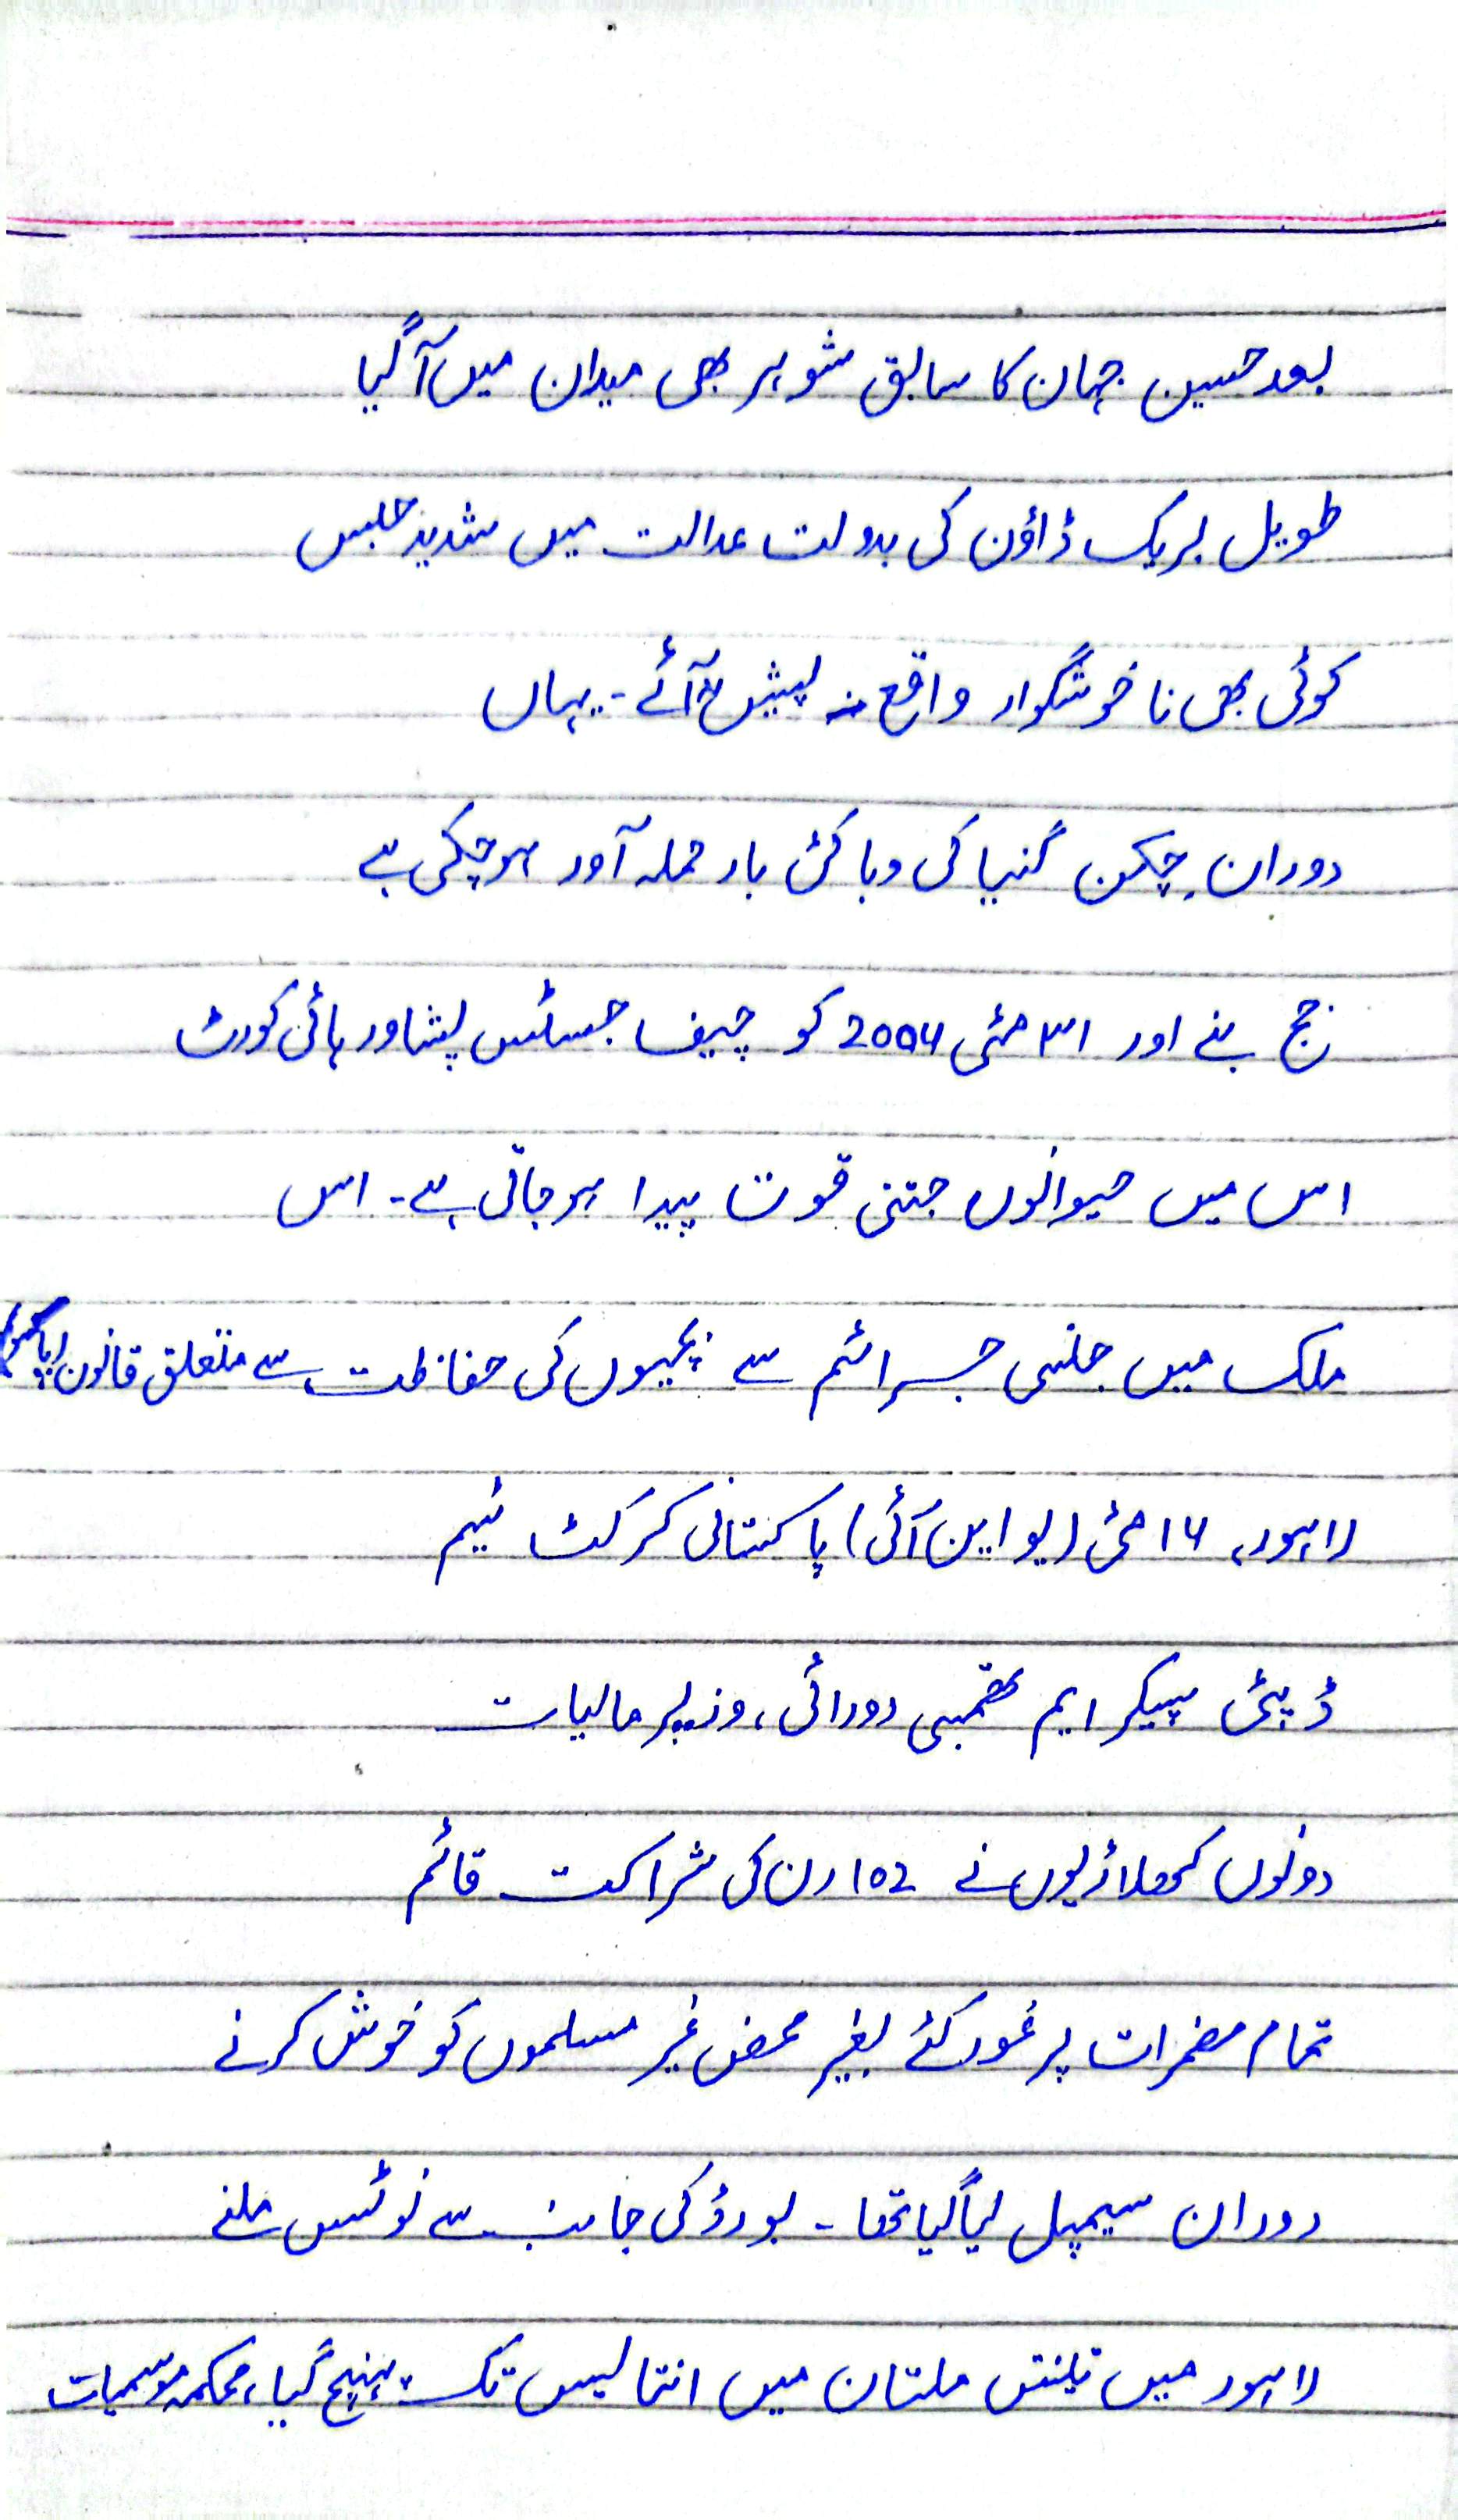 بعد حسین جہان کا سابق شوہر بھی میدان میں آگیا
طویل بریک ڈاؤن کی بدولت عدالت میں شدید حبس
کوئی بھی ناخوشگوار واقع نہ پیش آئے۔ یہاں
دوران چکن گنیا کی وبا کئی بار حملہ آور ہوچکی ہے
جج بنے اور ۳۱ مئی کو چیف جسٹس پشاور ہائی کورٹ
اس میں حیوانوں جتنی قوت پیدا ہوجاتی ہے۔ اس
ملک میں جنسی جرائم سے بچیوں کی حفاظت سے متعلق قانون
لاہور، ۱۶ مئی (یو این آئی) پاکستانی کرکٹ ٹیم
ڈپٹی سپیکر ایم تھمبی دورائی، وزیر مالیات
دونوں کھلاڑیوں نے 102 رن کی شراکت قائم
تمام مضمرات پر غور کئے بغیر محض غیر مسلموں کو خوش کرنے
دوران سیمپل لیا گیا تھا۔ بورڈ کی جانب سے نوٹس ملنے
لاہور میں تینتس ملتان میں انتالیس تک پہنچ گیا، محکمہ موسمیات